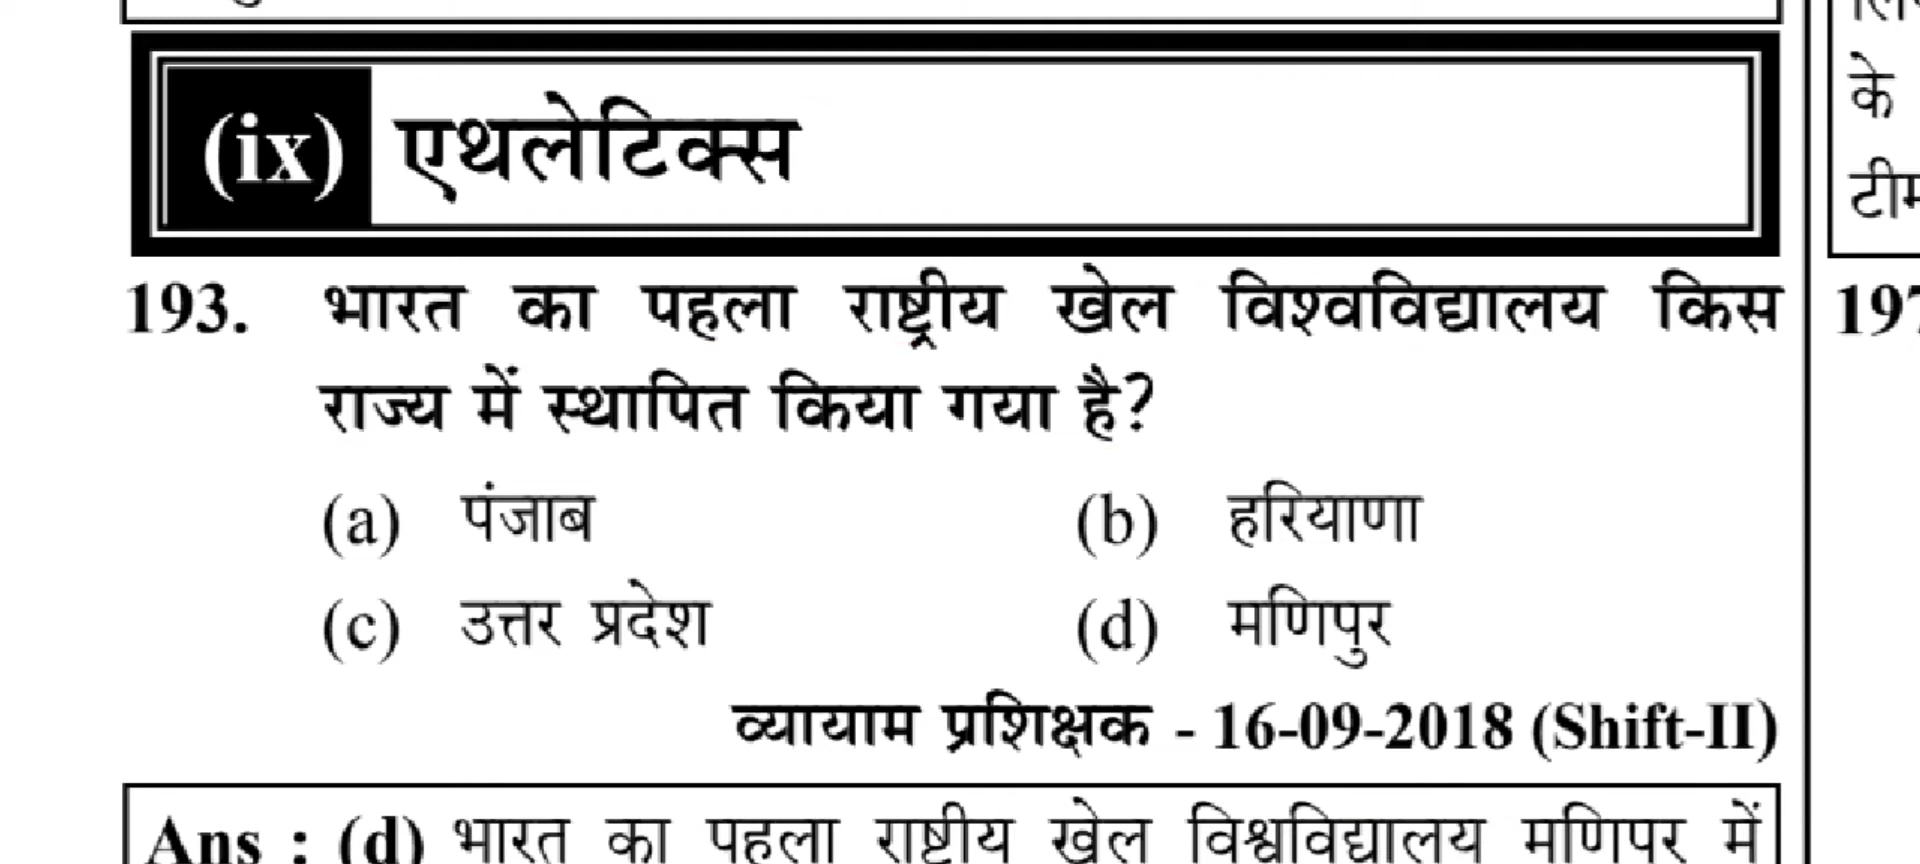 (ix) एथलेटिक्स
193. भारत का पहला राष्ट्रीय खेल विश्वविद्यालय किस
राज्य में स्थापित किया गया है?
(a) पंजाब (b) हरियाणा
(c) उत्तर प्रदेश (d) मणिपुर
व्यायाम प्रशिक्षक - 16-09-2018 (Shift-II)
Ans : (d) भारत का पहला राष्ट्रीय खेल विश्वविद्यालय मणिपुर में
के